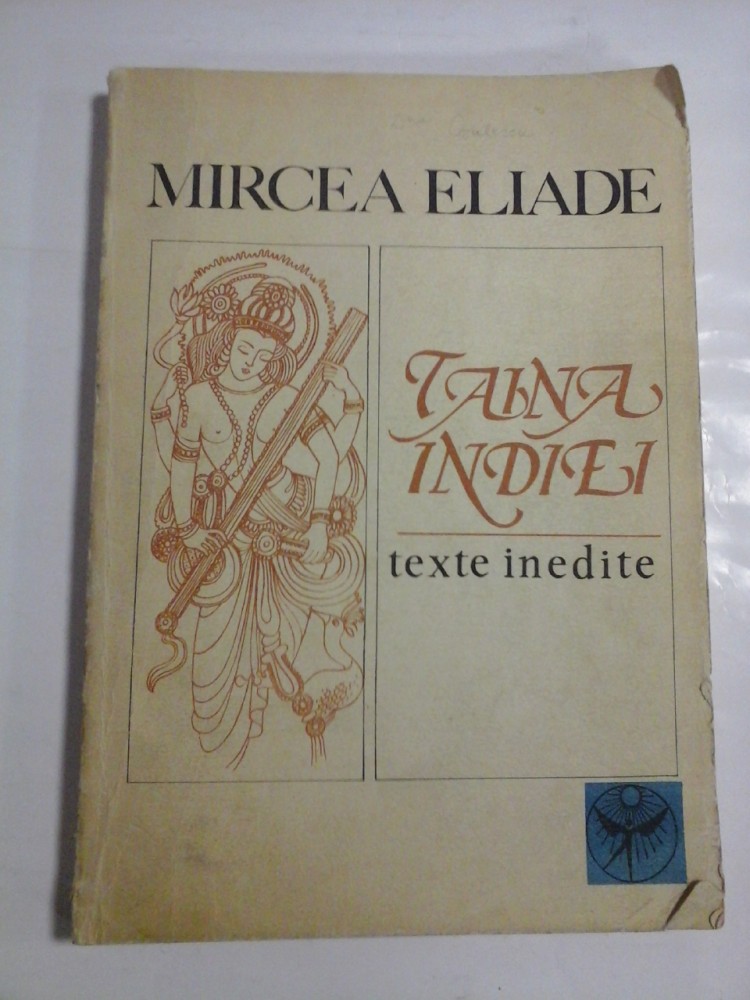 MIRCEA ELIADE
TAINA
INDIEI
texte inedite